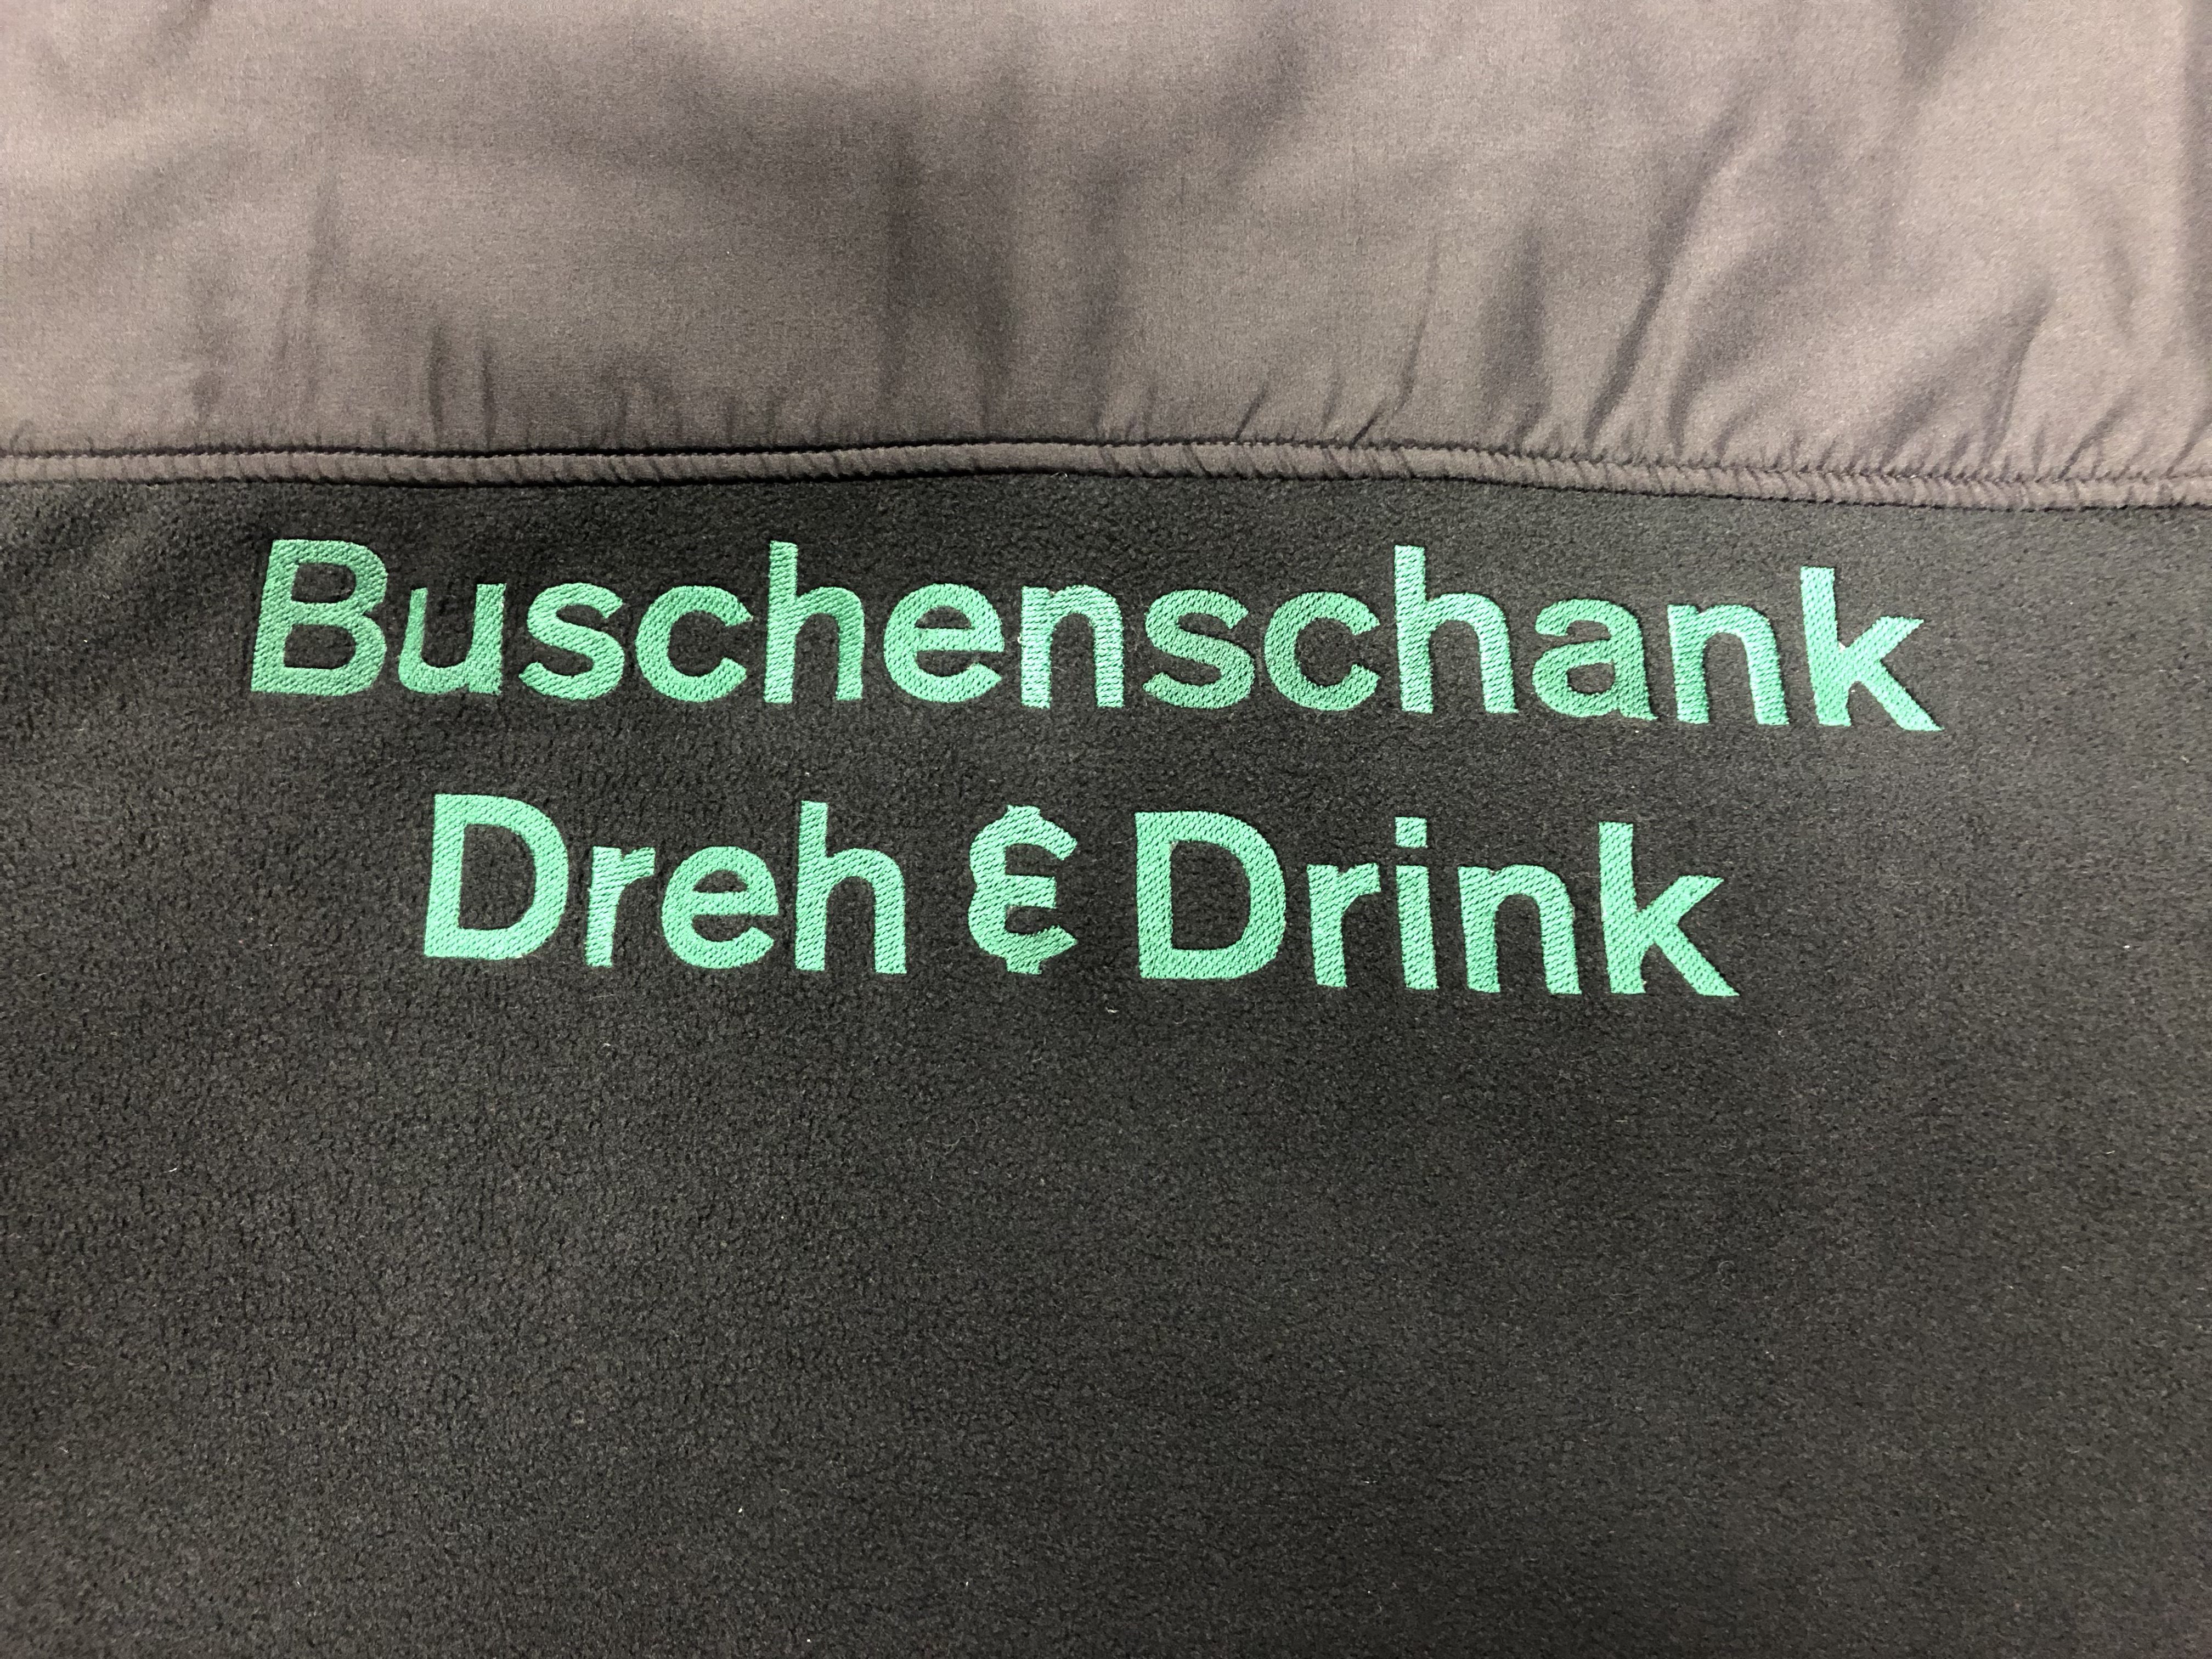 Buschenschank
Dreh & Drink